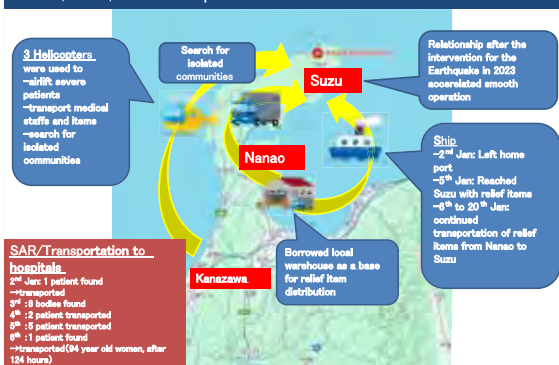 3 Helicopters
were used to
-airlift severe
patients
-transport medical
staffs and items
-search for
isolated
communities
Search for
isolated
communities
Suzu
Relationship after the
intervention for the
Earthquake in 2023
accerelated smooth
operation
Nanao
Ship
-2nd Jan: Left home
port
-5th Jan: Reached
Suzu with relief items
-6th to 20th Jan:
continued
transportation of relief
items from Nanao to
Suzu
Kanazawa
Borrowed local
warehouse as a base
for relief item
distribution
SAR/Transportation to
hospitals
2nd Jan: 1 patient found
→transported
3rd :8 bodies found
4th :2 patient transported
5th :5 patient transported
6th :1 patient found
→transported(94 year old women, after
124 hours)